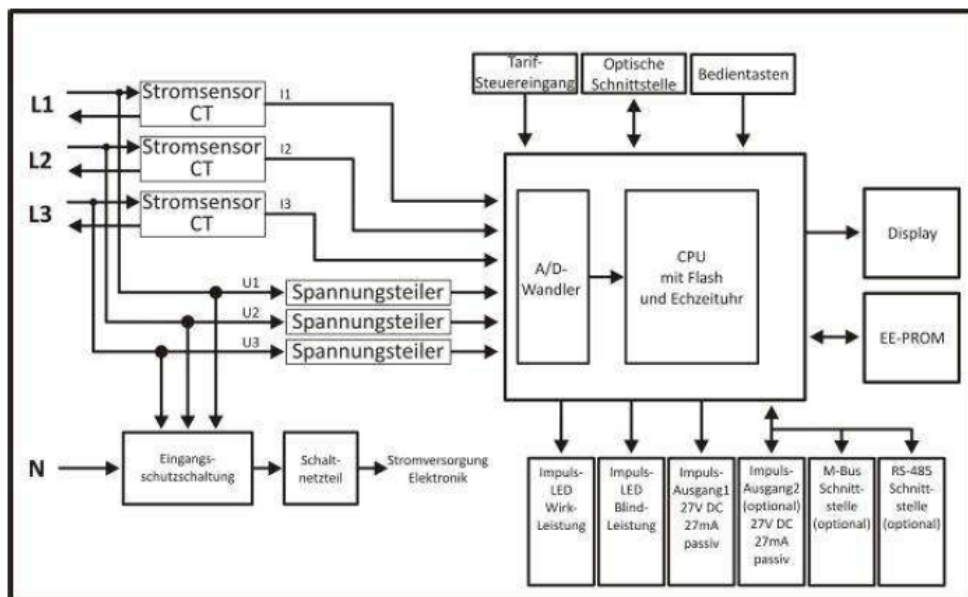 Tarif-
Steuereingang
Optische
Schnittstelle
Bedientasten
L1
Stromsensor
CT
I1
L2
Stromsensor
CT
I2
L3
Stromsensor
CT
I3
A/D-
Wandler
CPU
mit Flash
und Echzeituhr
Display
EE-PROM
U1
Spannungsteiler
U2
Spannungsteiler
U3
Spannungsteiler
N
Eingangs-
schutzschaltung
Schalt-
netzteil
Stromversorgung
Elektronik
Impuls-
LED
Wirk-
Leistung
Impuls-
LED
Blind-
Leistung
Impuls-
Ausgang1
27V DC
27mA
passiv
Impuls-
Ausgang2
(optional)
27V DC
27mA
passiv
M-Bus
Schnitt-
stelle
(optional)
RS-485
Schnitt-
stelle
(optional)